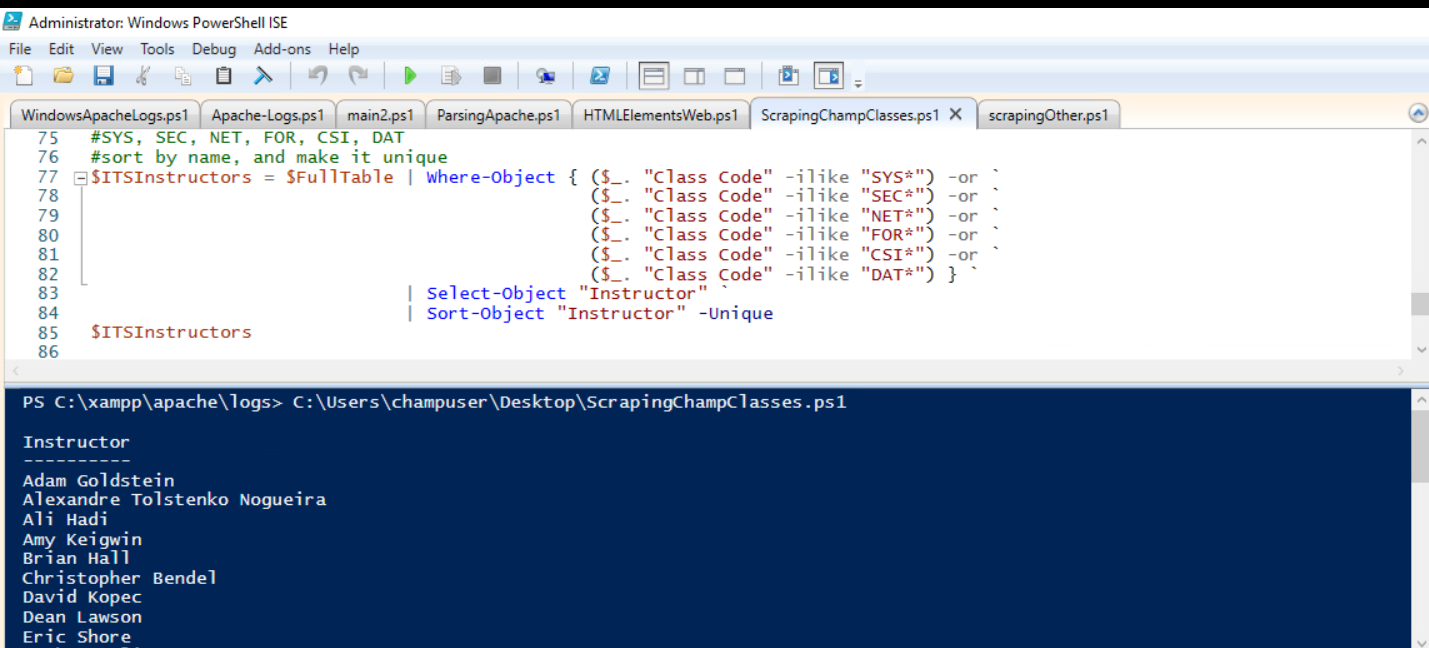 Administrator: Windows PowerShell ISE
File Edit View Tools Debug Add-ons Help
WindowsApacheLogs.ps1 Apache-Logs.ps1 main2.ps1 ParsingApache.ps1 HTMLElementsWeb.ps1 ScrapingChampClasses.ps1 X scrapingOther.ps1
75 #SYS, SEC, NET, FOR, CSI, DAT
76 #sort by name, and make it unique
77 $ITSInstructors = $FullTable | Where-Object { ($_. "Class Code" -ilike "SYS*") -or `
78 ($_. "Class Code" -ilike "SEC*") -or `
79 ($_. "Class Code" -ilike "NET*") -or `
80 ($_. "Class Code" -ilike "FOR*") -or `
81 ($_. "Class Code" -ilike "CSI*") -or `
82 ($_. "Class Code" -ilike "DAT*") } `
83 | Select-Object "Instructor" `
84 | Sort-Object "Instructor" -Unique
85 $ITSInstructors
86
PS C:\xampp\apache\logs> C:\Users\champuser\Desktop\ScrapingChampClasses.ps1
Instructor
----------
Adam Goldstein
Alexandre Tolstenko Nogueira
Ali Hadi
Amy Keigwin
Brian Hall
Christopher Bendel
David Kopec
Dean Lawson
Eric Shore